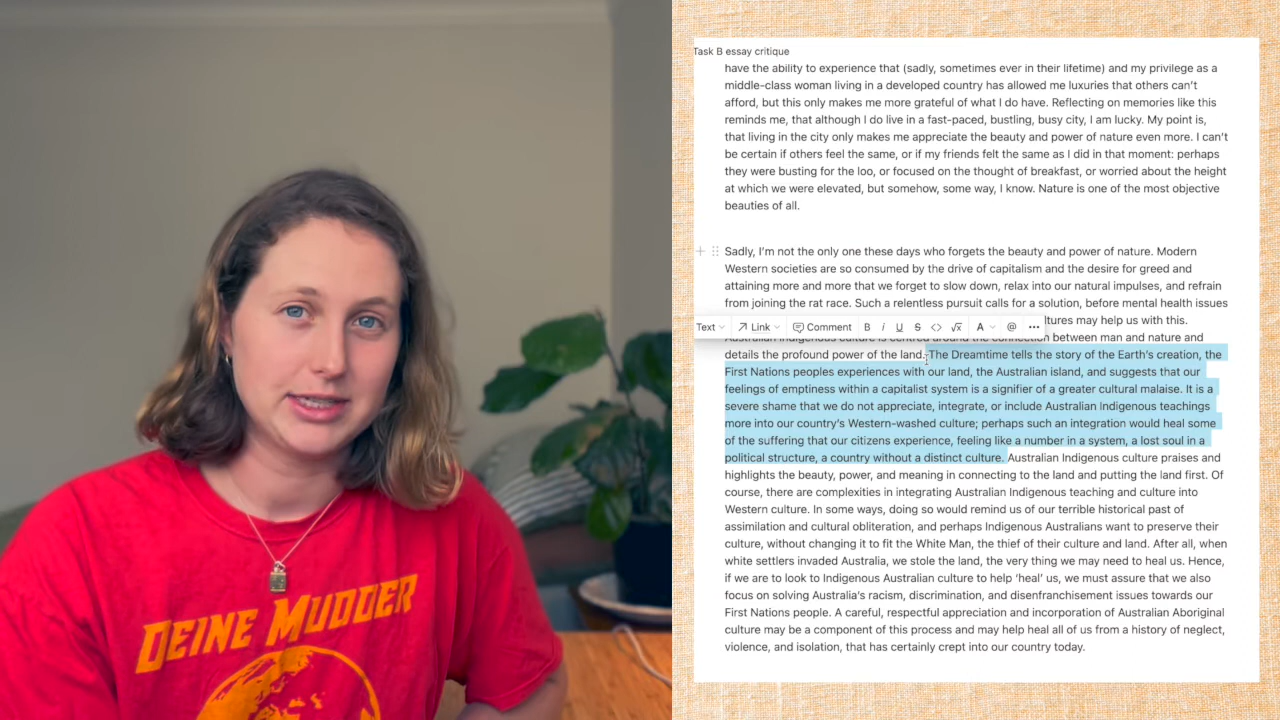 Task B essay critique
have the ability to experience that (sadly, sometimes ever in their lifetime) and my privilege as a
middle-class woman living in a developed country has allowed me luxuries that others can't
afford, but this only makes me more grateful of what I do have. Reflecting on memories like this
reminds me, that although I do live in a fast-paced, bustling, busy city, I am lucky. My point is,
that living in the city only makes me appreciate the beauty and power of nature even more. I can't
be certain if others feel the same, or if my friends felt the same as I did in the moment: perhaps
they were busting for the loo, or focused on the thought of breakfast, or worried about the height
at which we were elevated, but somehow, some way, I know. Nature is one of the most objective
beauties of all.
Sadly, I'm not the only one these days who forgets the beauty and power of nature. Modern
Western societies are so consumed by the lure of capitalism and the desire for greed and
attaining more and more that we forget to slow down, relax into our natural impulses, and refrain
from joining the rat race. Such a relentless pursuit calls for a solution, before mental health issues
tures may help us with this.
Text Link Comment B i U S <> √x A @ •••
Australian Indigenous culture is centred around the connection between man and nature and
details the profound power of the land. The Dreamtime tells the story of the Earth's creation, the
First Nations peoples experiences with our land, the Australian island, and suggests that our
feelings of emptiness within a capitalist system is a signifier of a greater cultural malaise. It is a
severe shame that we do not appreciate, integrate, or include Australian Indigenous teachings
more into our country's Western-washed culture; perhaps such an integration would heal some
of the suffering that our citizens experience, feeling like a number in a system, a lost soul in a
political structure, a country without a distinct culture. Australian Indigenous culture praises and
highlights the beauty, power, and meaning connecting to the land and putting the land first. Of
course, there are complexities in integrating Australian Indigenous teaching and culture into
Western culture. In some ways, doing so would remind us of our terrible historical past of
assimilation and cultural obliteration, and perhaps Indigenous Australians want to preserve their
culture without changing it to fit the White Man, the thief of their culture and land. After all, when
white settlers invaded Australia, we stole the land, the very thing we may need to heal us. Hence,
if we are to look to Indigenous Australian culture to help 'heal' us, we must assure that we also
focus on solving Australia's racism, discrimination, and disenfranchisement issues towards our
First Nations people. A careful, respectful appreciation and incorporation of Australian Aboriginal
culture may be a component of this process and may help heal all of us from a history of neglect,
violence, and isolation, that has certainly crept into our country today.